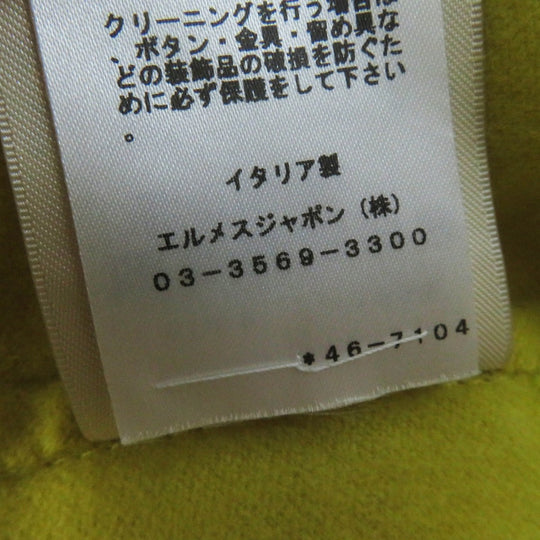 クリーニングを行う場合は
、ボタン・金具・留め具な
どの装飾品の破損を防ぐた
めに必ず保護をして下さい
。
イタリア製
エルメスジャポン(株)
03-3569-3300
*46-7104